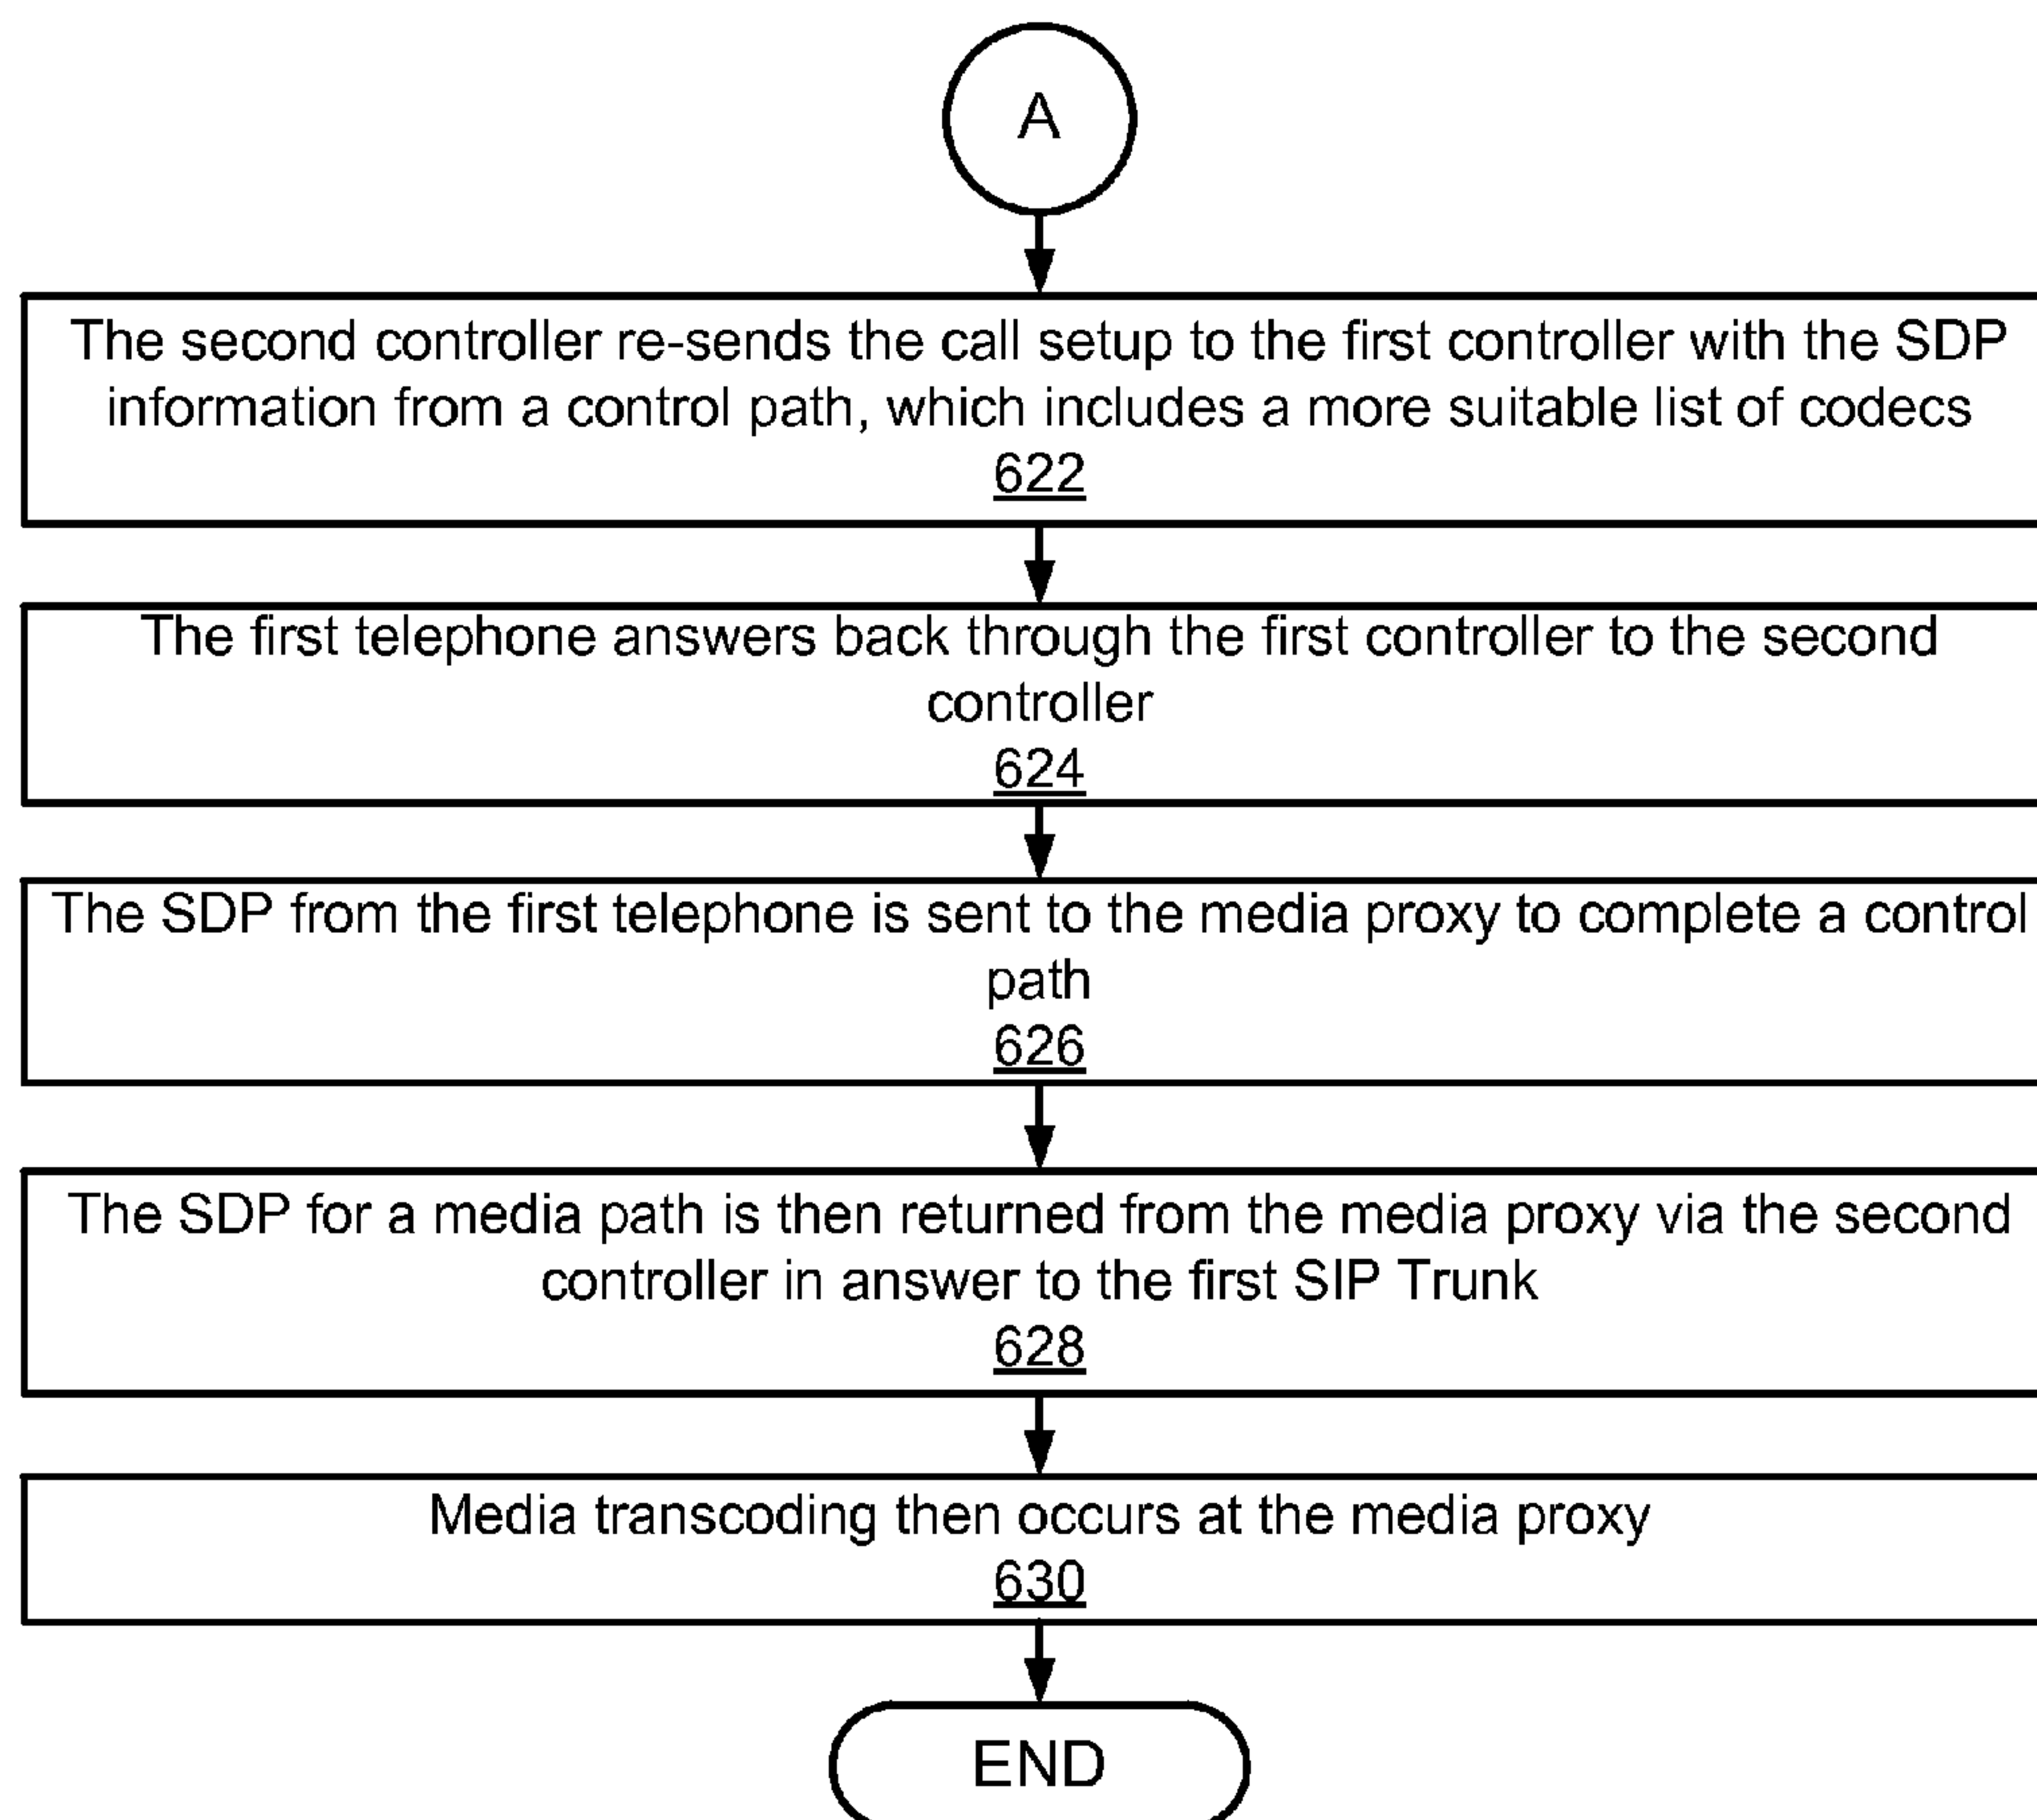 A
The second controller re-sends the call setup to the first controller with the SDP
information from a control path, which includes a more suitable list of codecs
622
The first telephone answers back through the first controller to the second
controller
624
The SDP from the first telephone is sent to the media proxy to complete a control
path
626
The SDP for a media path is then returned from the media proxy via the second
controller in answer to the first SIP Trunk
628
Media transcoding then occurs at the media proxy
630
END